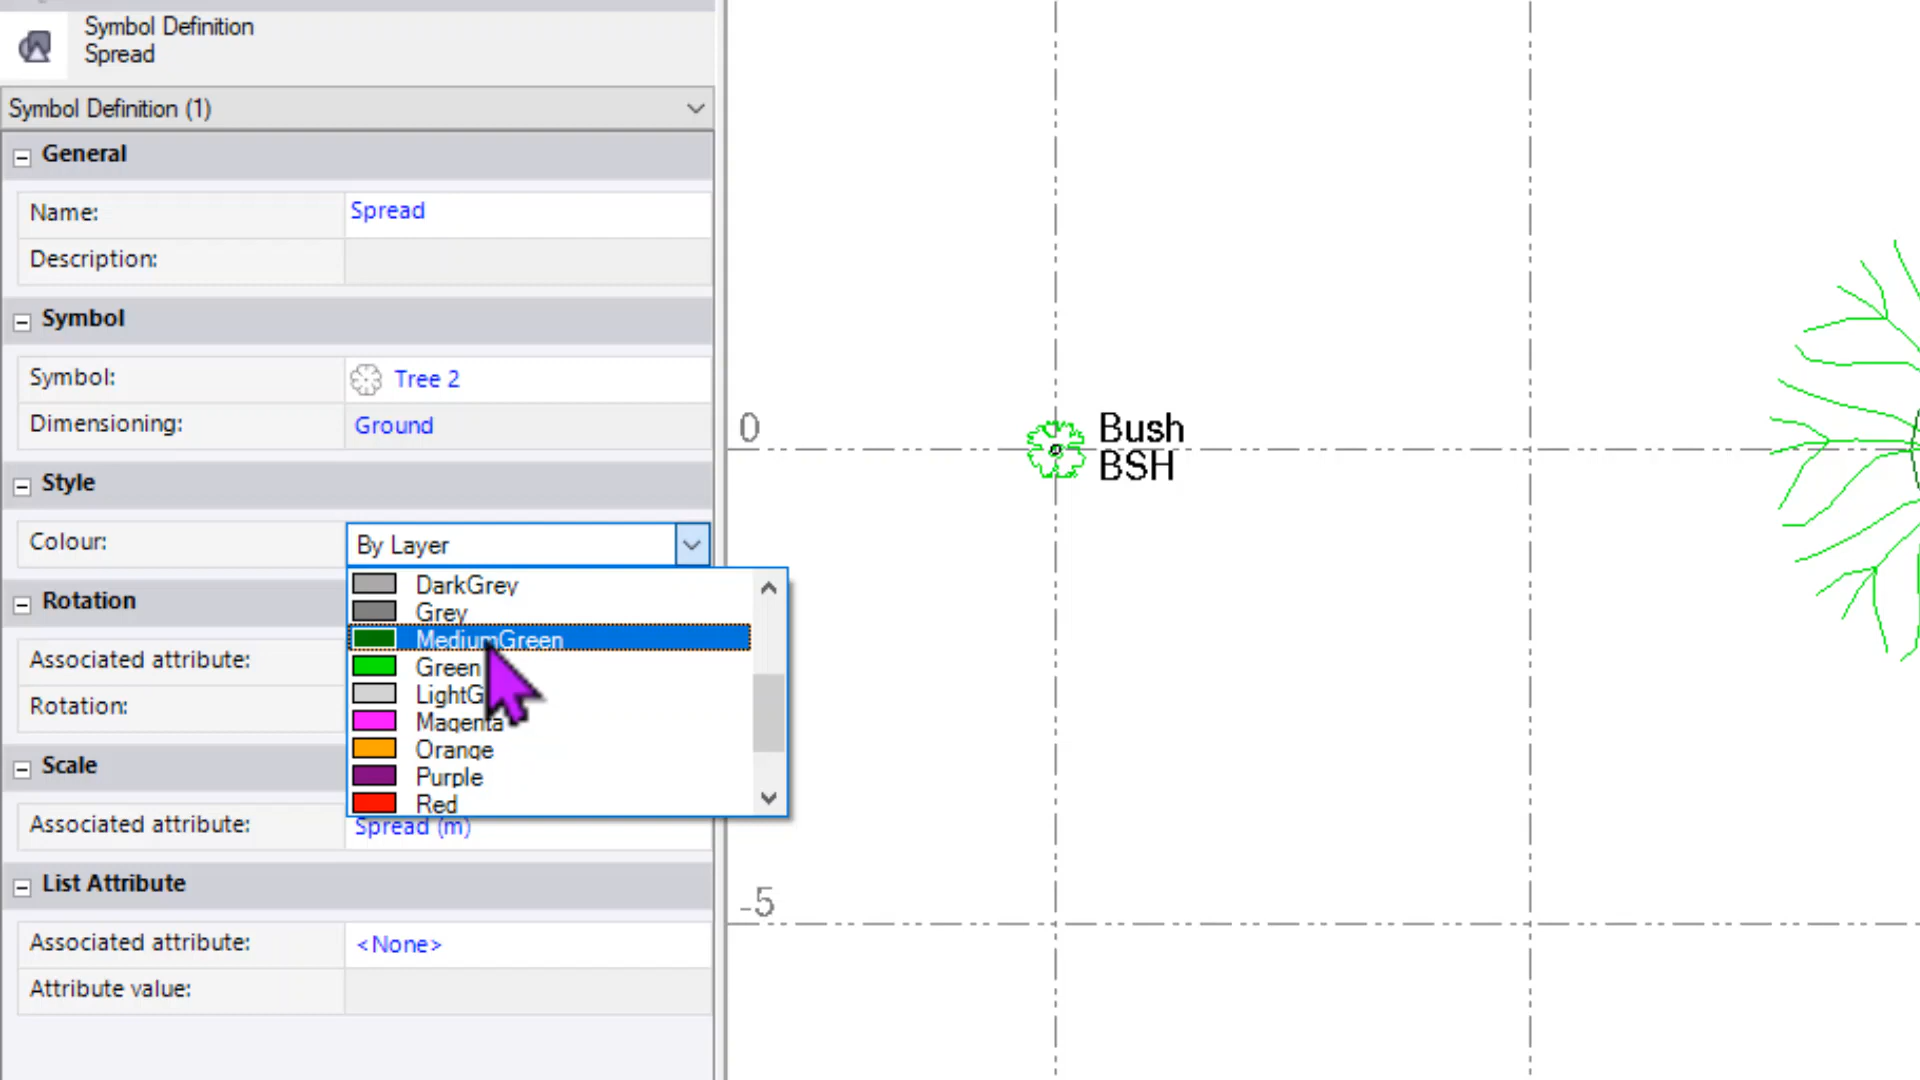 Symbol Definition
Spread
Symbol Definition (1)
General
Name: Spread
Description:
Symbol
Symbol: Tree 2
Dimensioning: Ground
Style
Colour: By Layer
DarkGrey
Grey
MediumGreen
Green
LightG
Magenta
Orange
Purple
Red
Rotation
Associated attribute:
Rotation:
Scale
Associated attribute: Spread (m)
List Attribute
Associated attribute: <None>
Attribute value:
0
Bush
BSH
-5